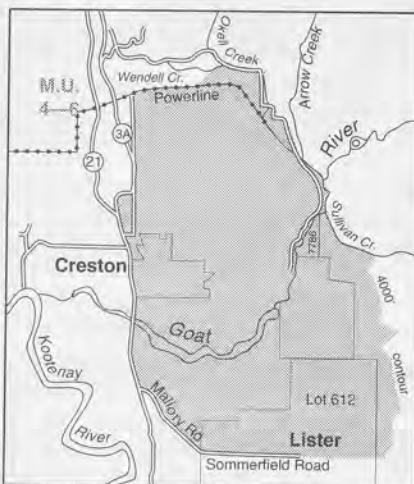 Okell
Creek
Arrow Creek
Wendell Cr.
M.U.
4—6
Powerline
3A
River
21
Sullivan Cr.
7786
Creston
4000'
contour
Goat
Kootenay
River
Mallory Rd.
Lot 612
Lister
Sommerfield Road